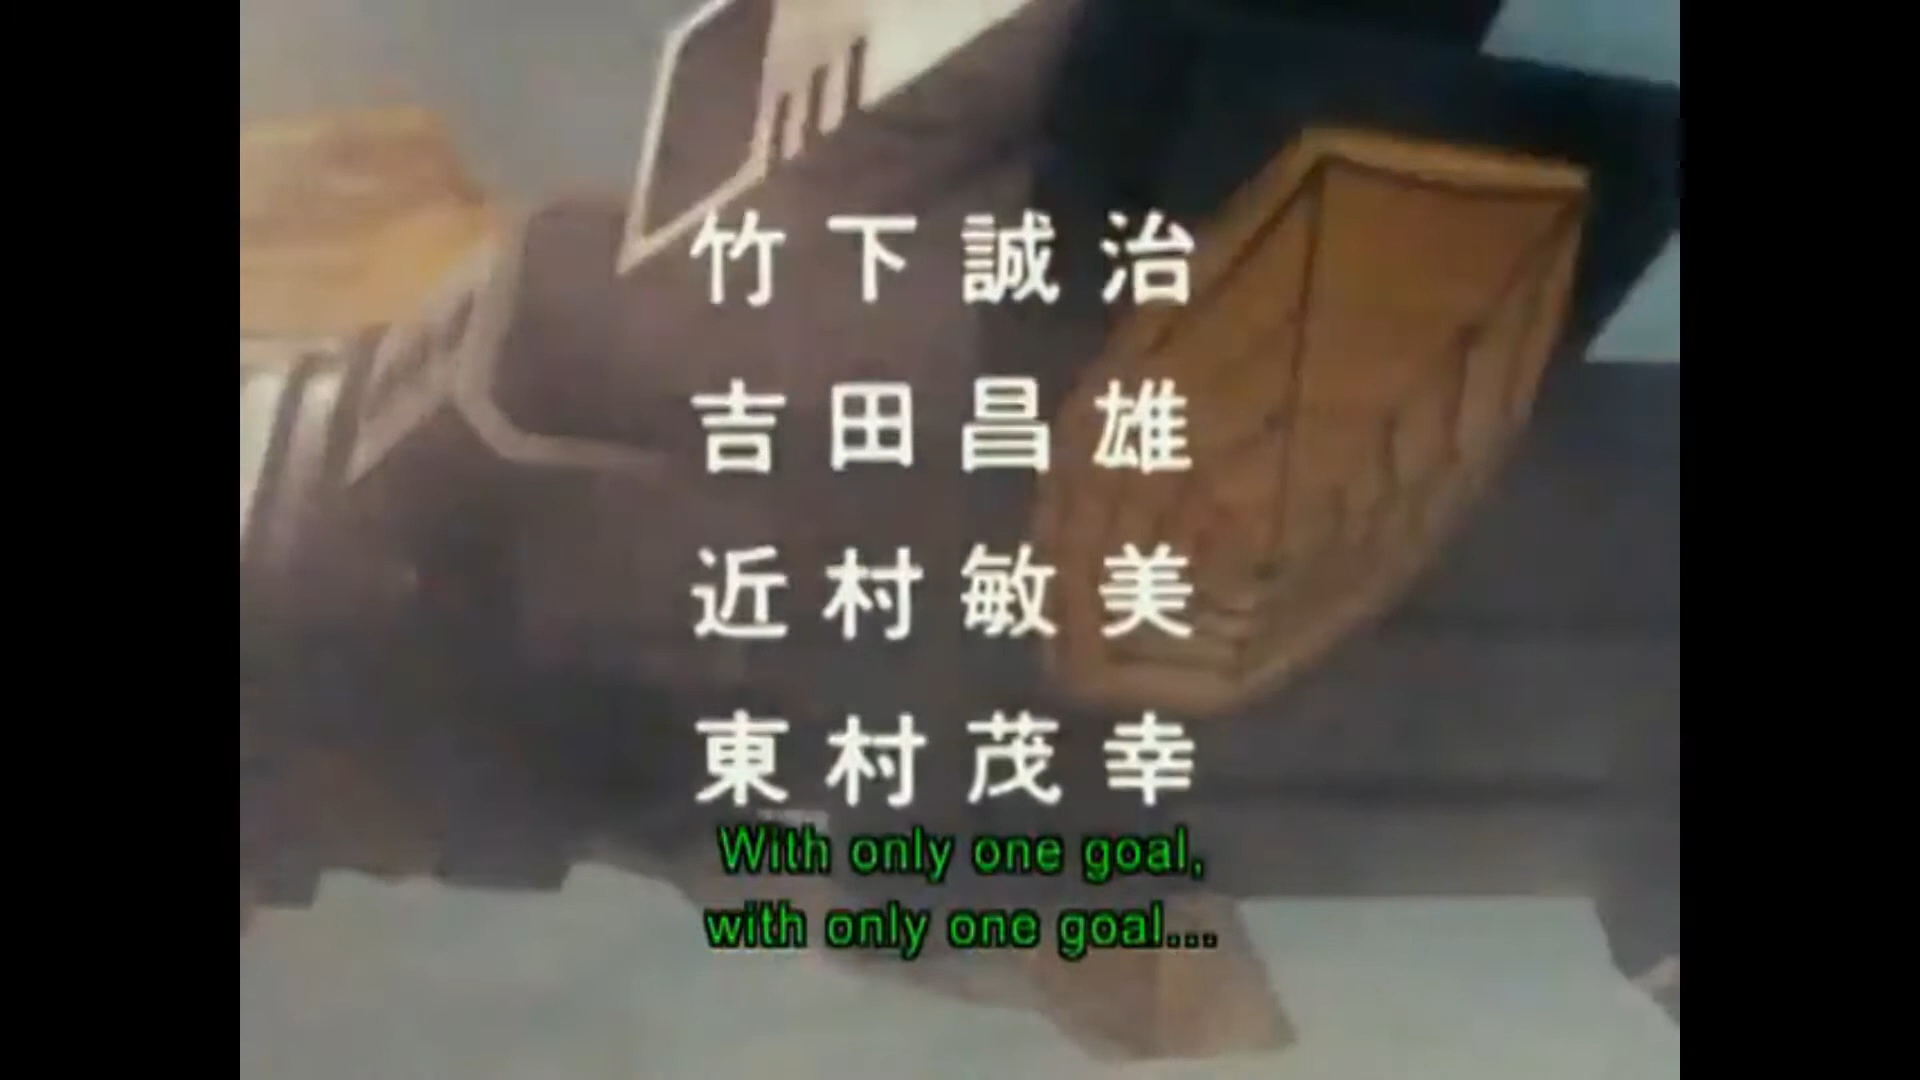 竹下誠治
吉田昌雄
近村敏美
東村茂幸
With only one goal,
with only one goal...